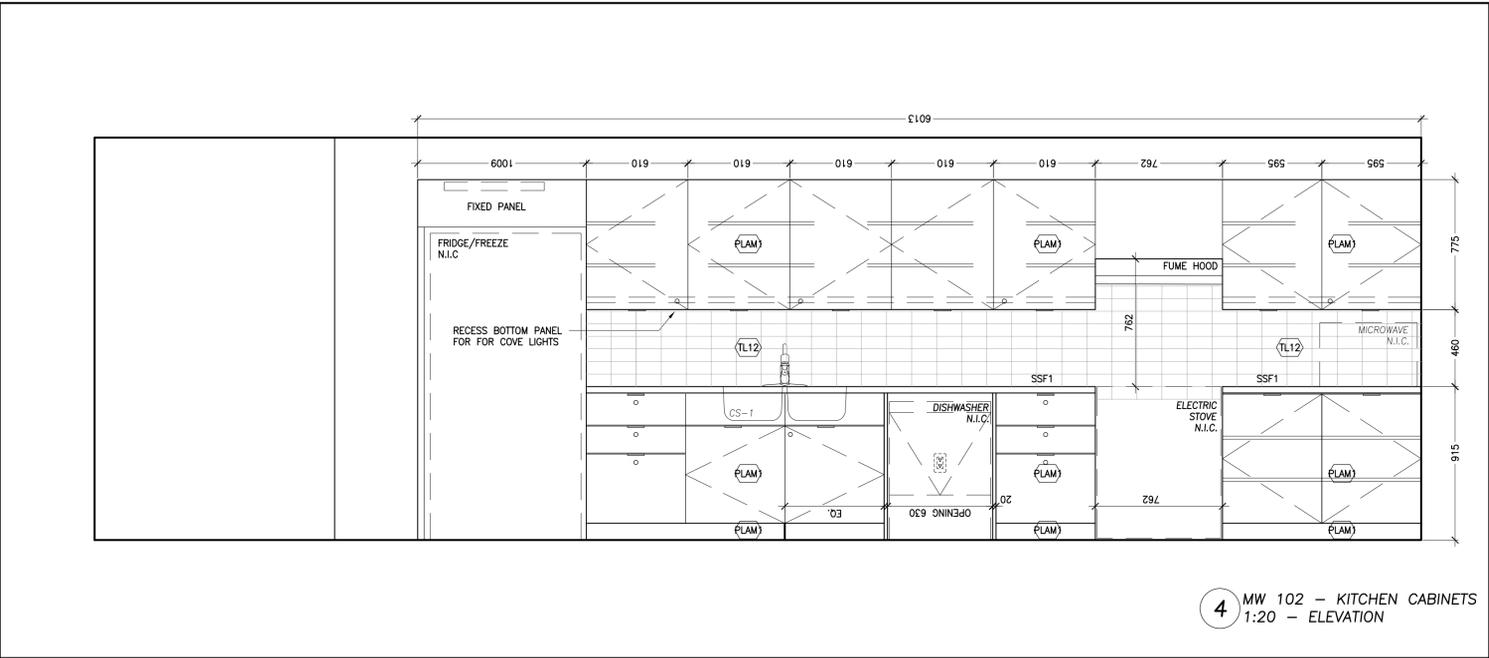 6013
1009
610
610
610
610
610
762
595
595
FIXED PANEL
FRIDGE/FREEZE
N.I.C
PLAM1
PLAM1
PLAM1
775
FUME HOOD
RECESS BOTTOM PANEL
FOR FOR COVE LIGHTS
762
TL12
TL12
MICROWAVE
N.I.C.
460
SSF1
SSF1
CS-1
DISHWASHER
N.I.C.
ELECTRIC
STOVE
N.I.C.
PLAM1
PLAM1
PLAM1
915
EQ.
OPENING 630
20
762
PLAM1
PLAM1
PLAM1
4
MW 102 - KITCHEN CABINETS
1:20 - ELEVATION